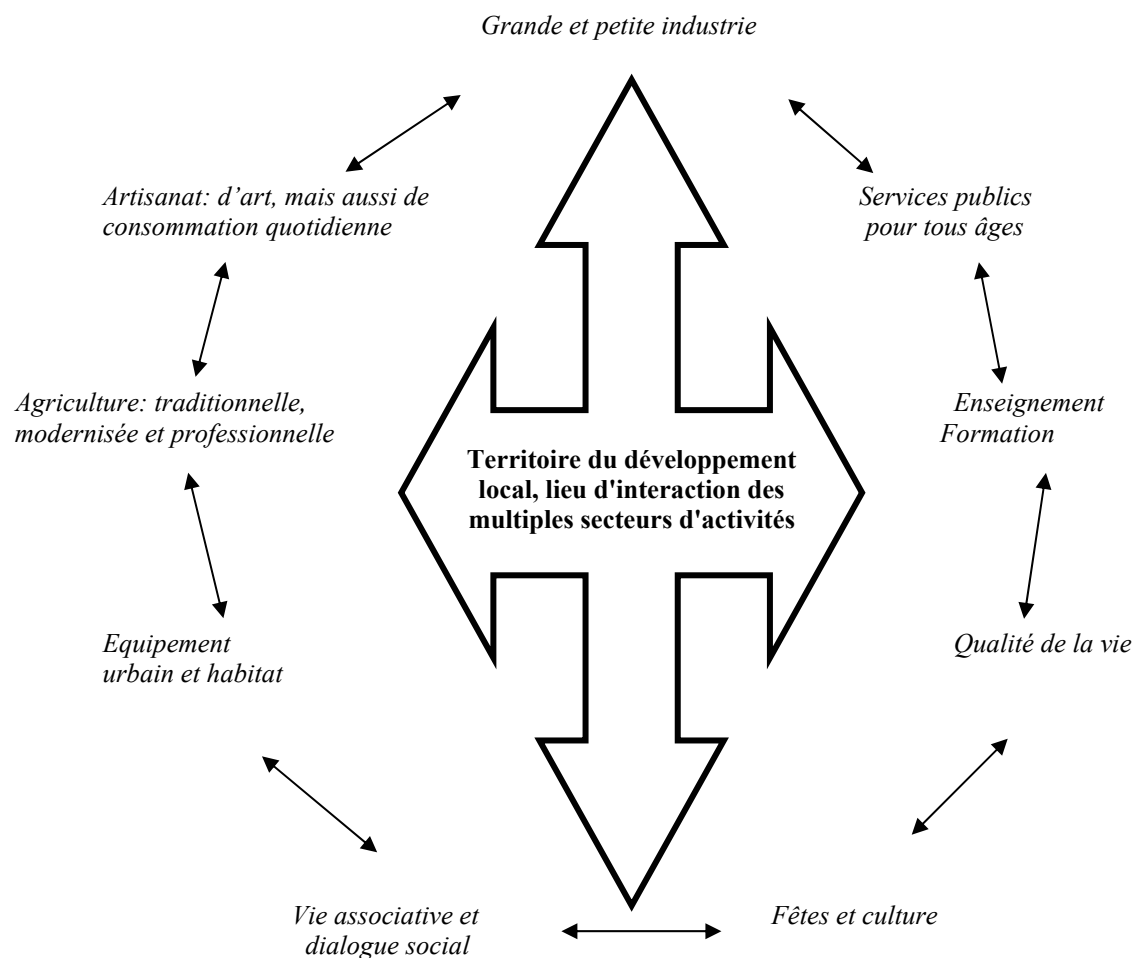 Grande et petite industrie
Artisanat: d’art, mais aussi de
consommation quotidienne
Services publics
pour tous âges
Agriculture: traditionnelle,
modernisée et professionnelle
Enseignement
Formation
Territoire du développement
local, lieu d'interaction des
multiples secteurs d'activités
Equipement
urbain et habitat
Qualité de la vie
Vie associative et
dialogue social
Fêtes et culture